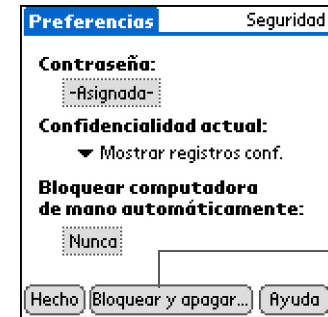 Preferencias Seguridad
Contraseña:
-Asignada-
Confidencialidad actual:
Mostrar registros conf.
Bloquear computadora
de mano automáticamente:
Nunca
Hecho Bloquear y apagar... Ayuda